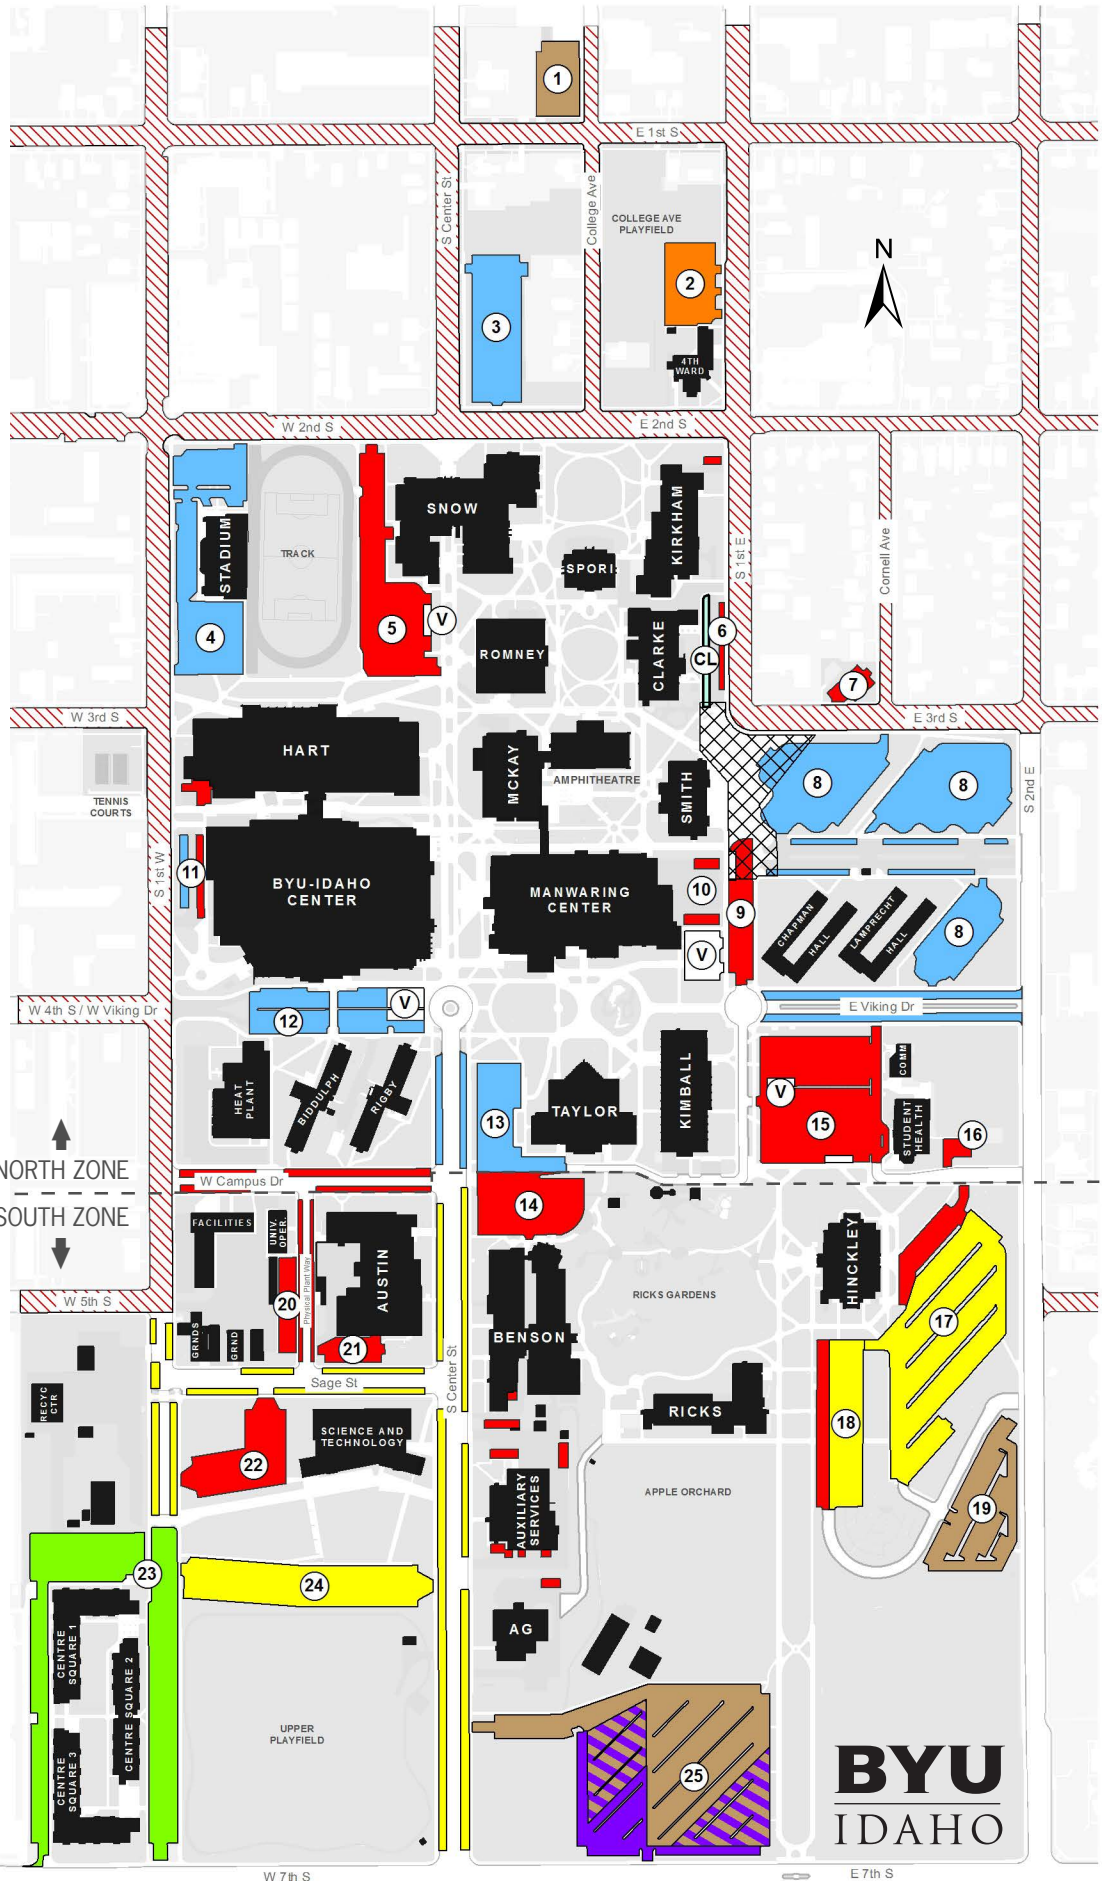 1
E 1st S
S Center St
College Ave
COLLEGE AVE
PLAYFIELD
N
2
3
4TH
WARD
W 2nd S
E 2nd S
SNOW
KIRKHAM
STADIUM
TRACK
S 1st E
Cornell Ave
SPORI
4
5
V
6
ROMNEY
CLARKE
CL
7
W 3rd S
E 3rd S
HART
MCKAY
AMPHITHEATRE
SMITH
8
8
TENNIS
COURTS
S 2nd E
S 1st W
11
BYU-IDAHO
CENTER
MANWARING
CENTER
10
9
CHAPMAN
HALL
LAMPRECHT
HALL
8
V
W 4th S / W Viking Dr
12
V
E Viking Dr
HEAT
PLANT
BIDDULPH
RIGBY
13
TAYLOR
KIMBALL
V
15
COMM
STUDENT
HEALTH
16
NORTH ZONE
W Campus Dr
SOUTH ZONE
14
FACILITIES
UNIV.
OPER.
AUSTIN
HINCKLEY
Physical Plant Way
20
RICKS GARDENS
W 5th S
17
GRNDS
GRND
21
BENSON
Sage St
S Center St
RECYC
CTR
RICKS
18
SCIENCE AND
TECHNOLOGY
22
AUXILIARY
SERVICES
APPLE ORCHARD
19
23
24
CENTRE
SQUARE 1
AG
CENTRE SQUARE 2
UPPER
PLAYFIELD
CENTRE
SQUARE 3
25
BYU
IDAHO
W 7th S
E 7th S